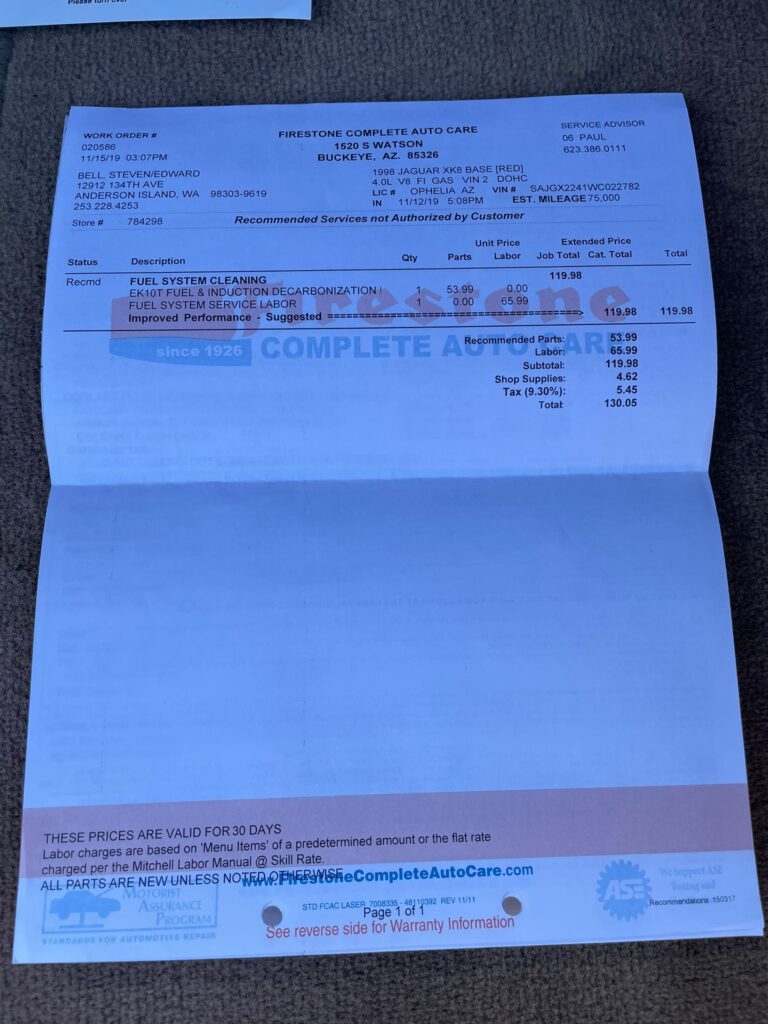 Please turn over
WORK ORDER #
020586
11/15/19 03:07PM
FIRESTONE COMPLETE AUTO CARE
1520 S WATSON
BUCKEYE, AZ. 85326
SERVICE ADVISOR
06 PAUL
623.386.0111
BELL, STEVEN/EDWARD
12912 134TH AVE
ANDERSON ISLAND, WA 98303-9619
253.228.4253
1998 JAGUAR XK8 BASE [RED]
4.0L V8 FI GAS VIN 2 DOHC
LIC # OPHELIA AZ VIN # SAJGX2241WC022782
IN 11/12/19 5:08PM EST. MILEAGE 75,000
Store # 784298 Recommended Services not Authorized by Customer
Unit Price Extended Price
Status Description Qty Parts Labor Job Total Cat. Total Total
Recmd FUEL SYSTEM CLEANING 119.98
EK10T FUEL & INDUCTION DECARBONIZATION I 1 53.99 0.00
FUEL SYSTEM SERVICE LABOR 1 0.00 65.99
Improved Performance - Suggested ========================================> 119.98 119.98
Firestone
since 1926 COMPLETE AUTO CARE
Recommended Parts: 53.99
Labor: 65.99
Subtotal: 119.98
Shop Supplies: 4.62
Tax (9.30%): 5.45
Total: 130.05
THESE PRICES ARE VALID FOR 30 DAYS
Labor charges are based on 'Menu Items' of a predetermined amount or the flat rate
charged per the Mitchell Labor Manual @ Skill Rate.
ALL PARTS ARE NEW UNLESS NOTED OTHERWISE
www.FirestoneCompleteAutoCare.com
MOTORIST
ASSURANCE
PROGRAM
STANDARDS FOR AUTOMOTIVE REPAIR
STD FCAC LASER 7008335 - 48110392 REV 11/11
Page 1 of 1
See reverse side for Warranty Information
ASE
We Support ASE
Testing and
Recommendations 150317